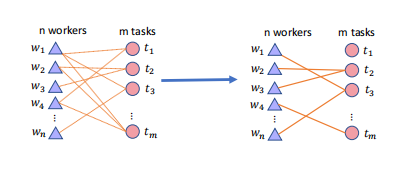 n workers m tasks
w₁ t₁
w₂ t₂
w₃ t₃
w₄
⋮ ⋮
wₙ tₘ
n workers m tasks
w₁ t₁
w₂ t₂
w₃ t₃
w₄
⋮ ⋮
wₙ tₘ